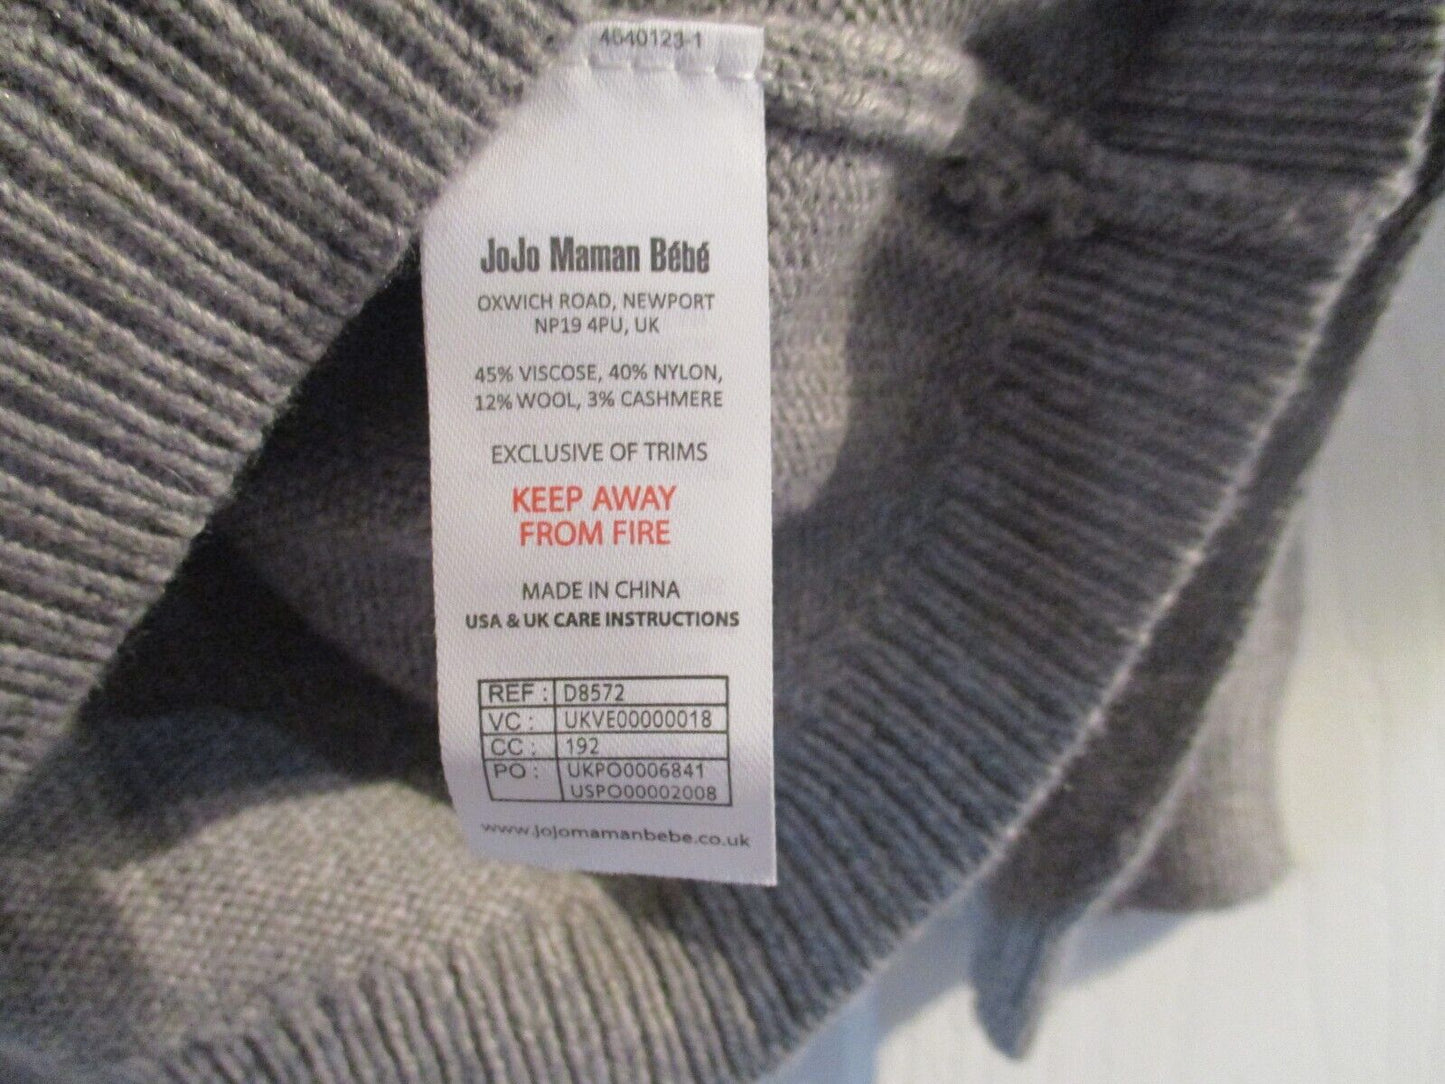 4640123-1
JoJo Maman Bébé
OXWICH ROAD, NEWPORT
NP19 4PU, UK
45% VISCOSE, 40% NYLON,
12% WOOL, 3% CASHMERE
EXCLUSIVE OF TRIMS
KEEP AWAY
FROM FIRE
MADE IN CHINA
USA & UK CARE INSTRUCTIONS
REF : D8572
VC : UKVE00000018
CC : 192
PO : UKPO0006841
USPO00002008
www.jojomamanbebe.co.uk